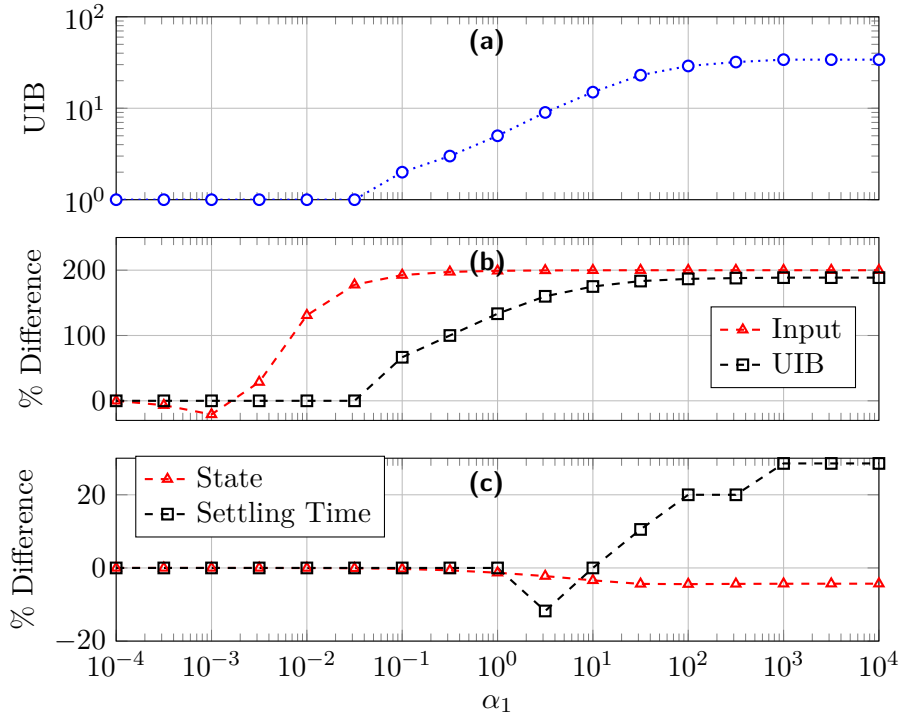 (a)
10^2
10^1
10^0
UIB
(b)
200
100
0
% Difference
Input
UIB
(c)
20
0
−20
% Difference
State
Settling Time
10^−4 10^−3 10^−2 10^−1 10^0 10^1 10^2 10^3 10^4
α_1